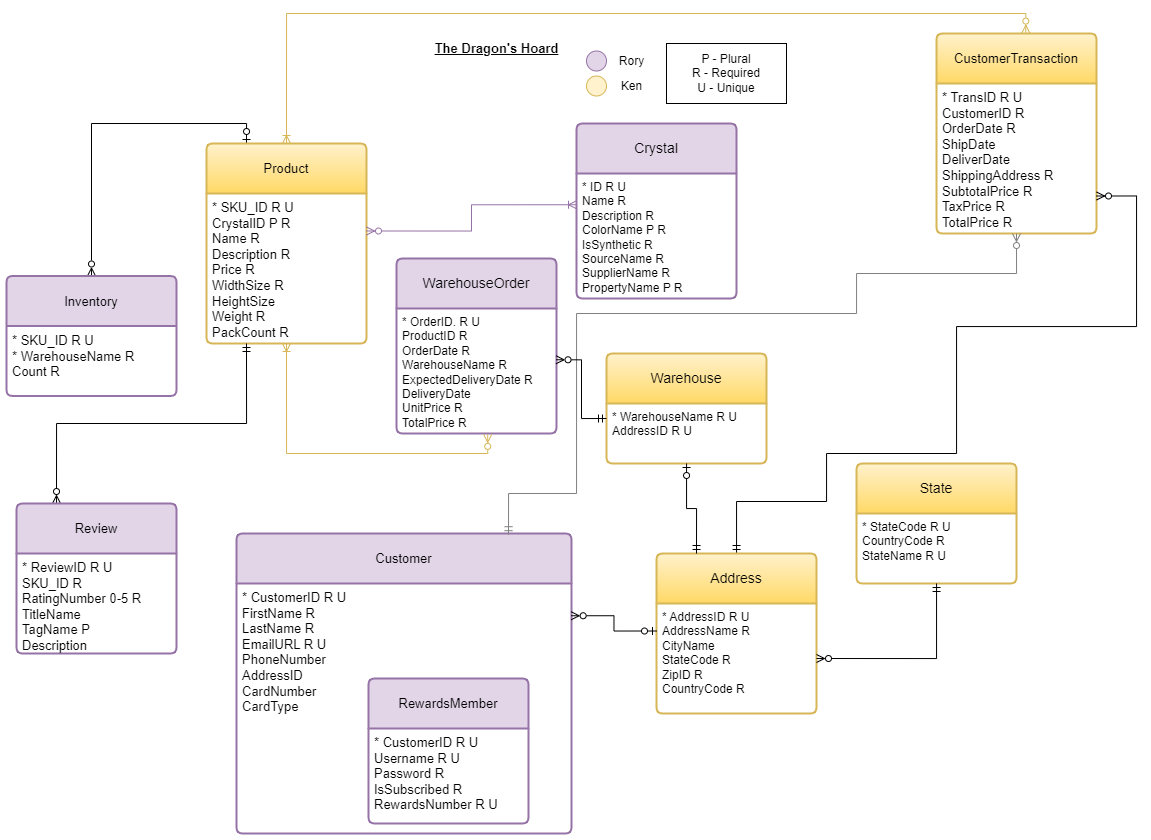 The Dragon's Hoard
Rory
Ken
P - Plural
R - Required
U - Unique
CustomerTransaction
* TransID R U
CustomerID R
OrderDate R
ShipDate
DeliverDate
ShippingAddress R
SubtotalPrice R
TaxPrice R
TotalPrice R
Product
* SKU_ID R U
CrystalID P R
Name R
Description R
Price R
WidthSize R
HeightSize
Weight R
PackCount R
Crystal
* ID R U
Name R
Description R
ColorName P R
IsSynthetic R
SourceName R
SupplierName R
PropertyName P R
Inventory
* SKU_ID R U
* WarehouseName R
Count R
WarehouseOrder
* OrderID. R U
ProductID R
OrderDate R
WarehouseName R
ExpectedDeliveryDate R
DeliveryDate
UnitPrice R
TotalPrice R
Warehouse
* WarehouseName R U
AddressID R U
State
* StateCode R U
CountryCode R
StateName R U
Review
* ReviewID R U
SKU_ID R
RatingNumber 0-5 R
TitleName
TagName P
Description
Customer
* CustomerID R U
FirstName R
LastName R
EmailURL R U
PhoneNumber
AddressID
CardNumber
CardType
RewardsMember
* CustomerID R U
Username R U
Password R
IsSubscribed R
RewardsNumber R U
Address
* AddressID R U
AddressName R
CityName
StateCode R
ZipID R
CountryCode R